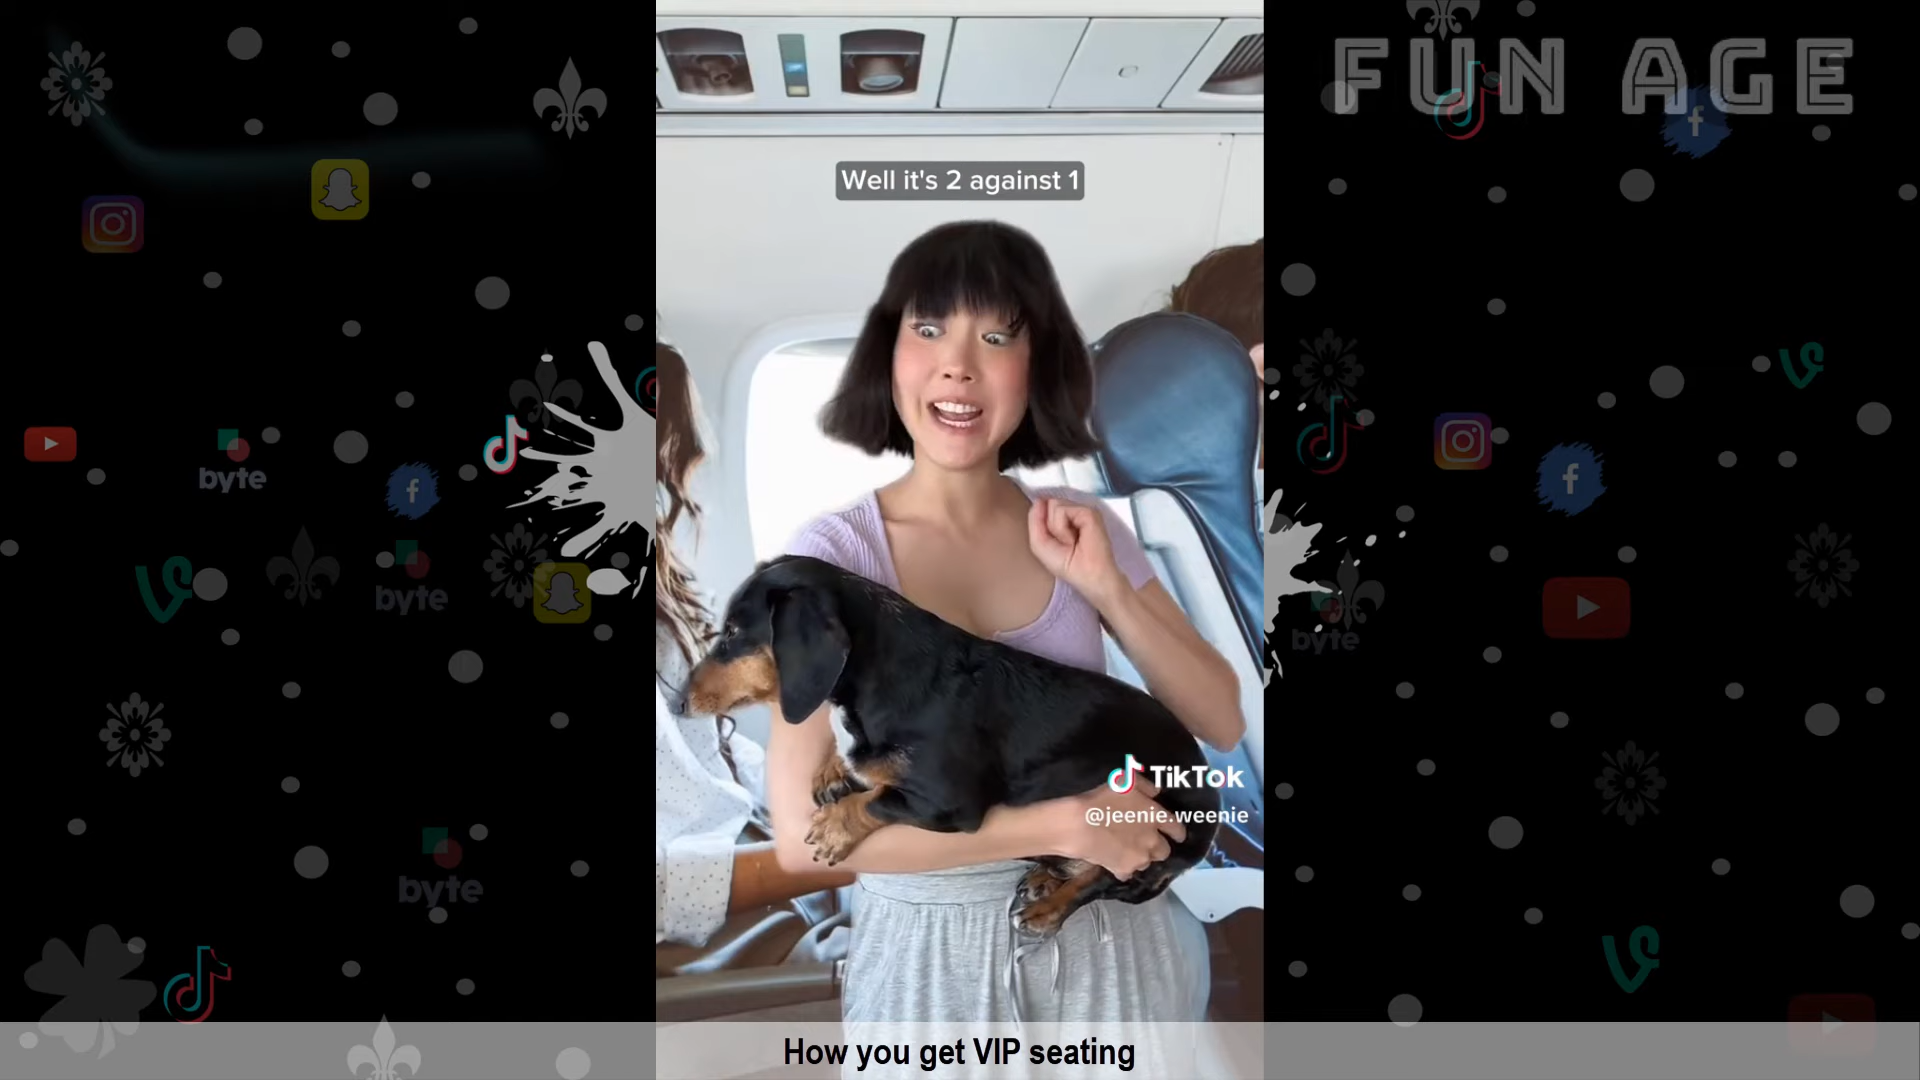 FUN AGE
Well it's 2 against 1
byte
byte
byte
byte
TikTok
@jeenie.weenie
How you get VIP seating